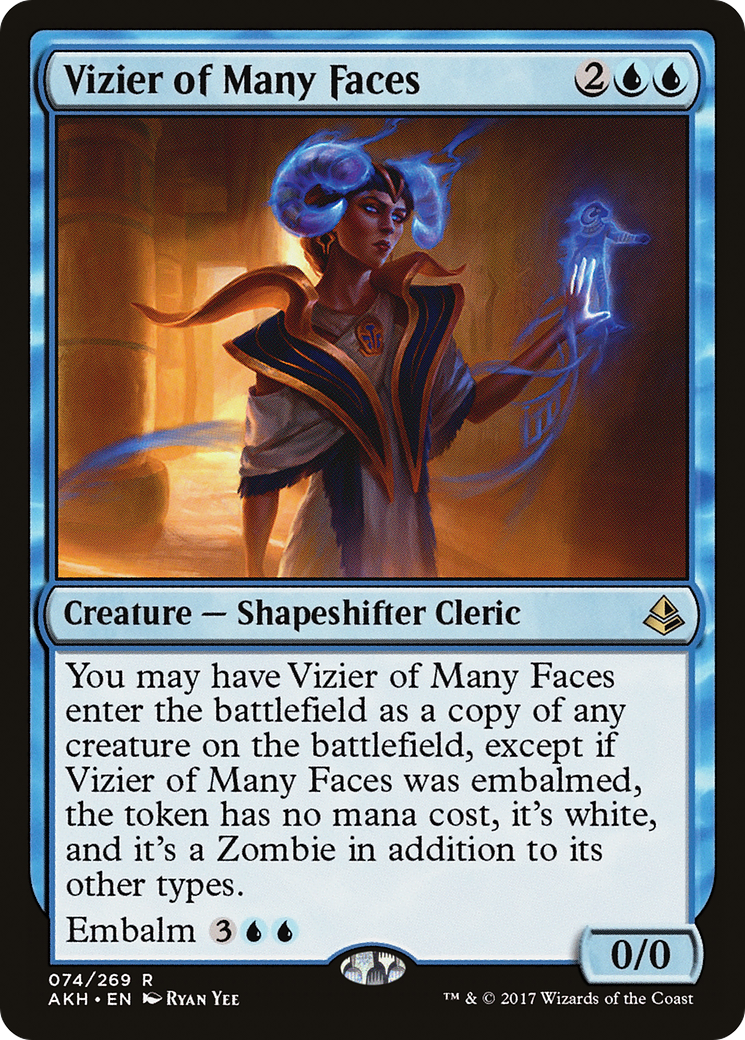 Vizier of Many Faces 2
Creature — Shapeshifter Cleric
You may have Vizier of Many Faces
enter the battlefield as a copy of any
creature on the battlefield, except if
Vizier of Many Faces was embalmed,
the token has no mana cost, it's white,
and it's a Zombie in addition to its
other types.
Embalm 3
0/0
074/269 R
AKH • EN Ryan Yee
™ & © 2017 Wizards of the Coast